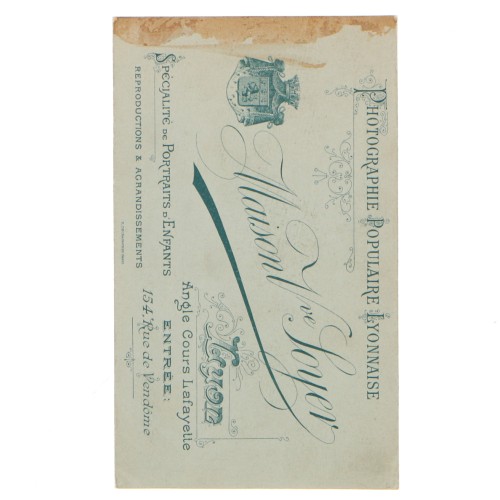 PHOTOGRAPHIE POPULAIRE LYONNAISE
Maison Vve Soyer
Lyon
SPÉCIALITÉ DE PORTRAITS D'ENFANTS
REPRODUCTIONS & AGRANDISSEMENTS
Angle Cours Lafayette
ENTRÉE:
154, Rue de Vendôme